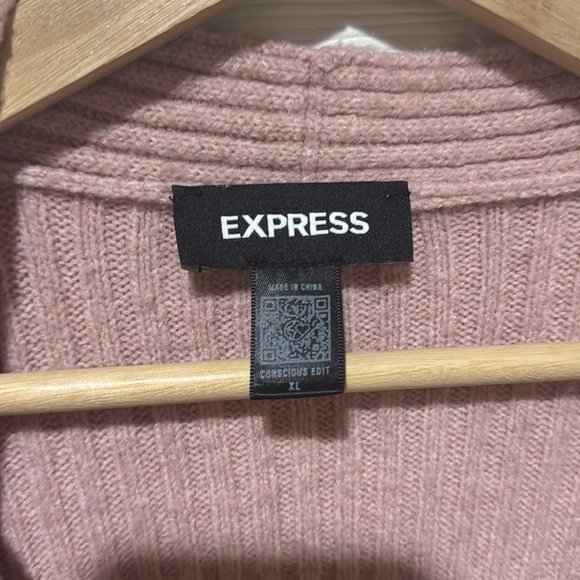 EXPRESS
MADE IN CHINA
CONSCIOUS EDIT
XL